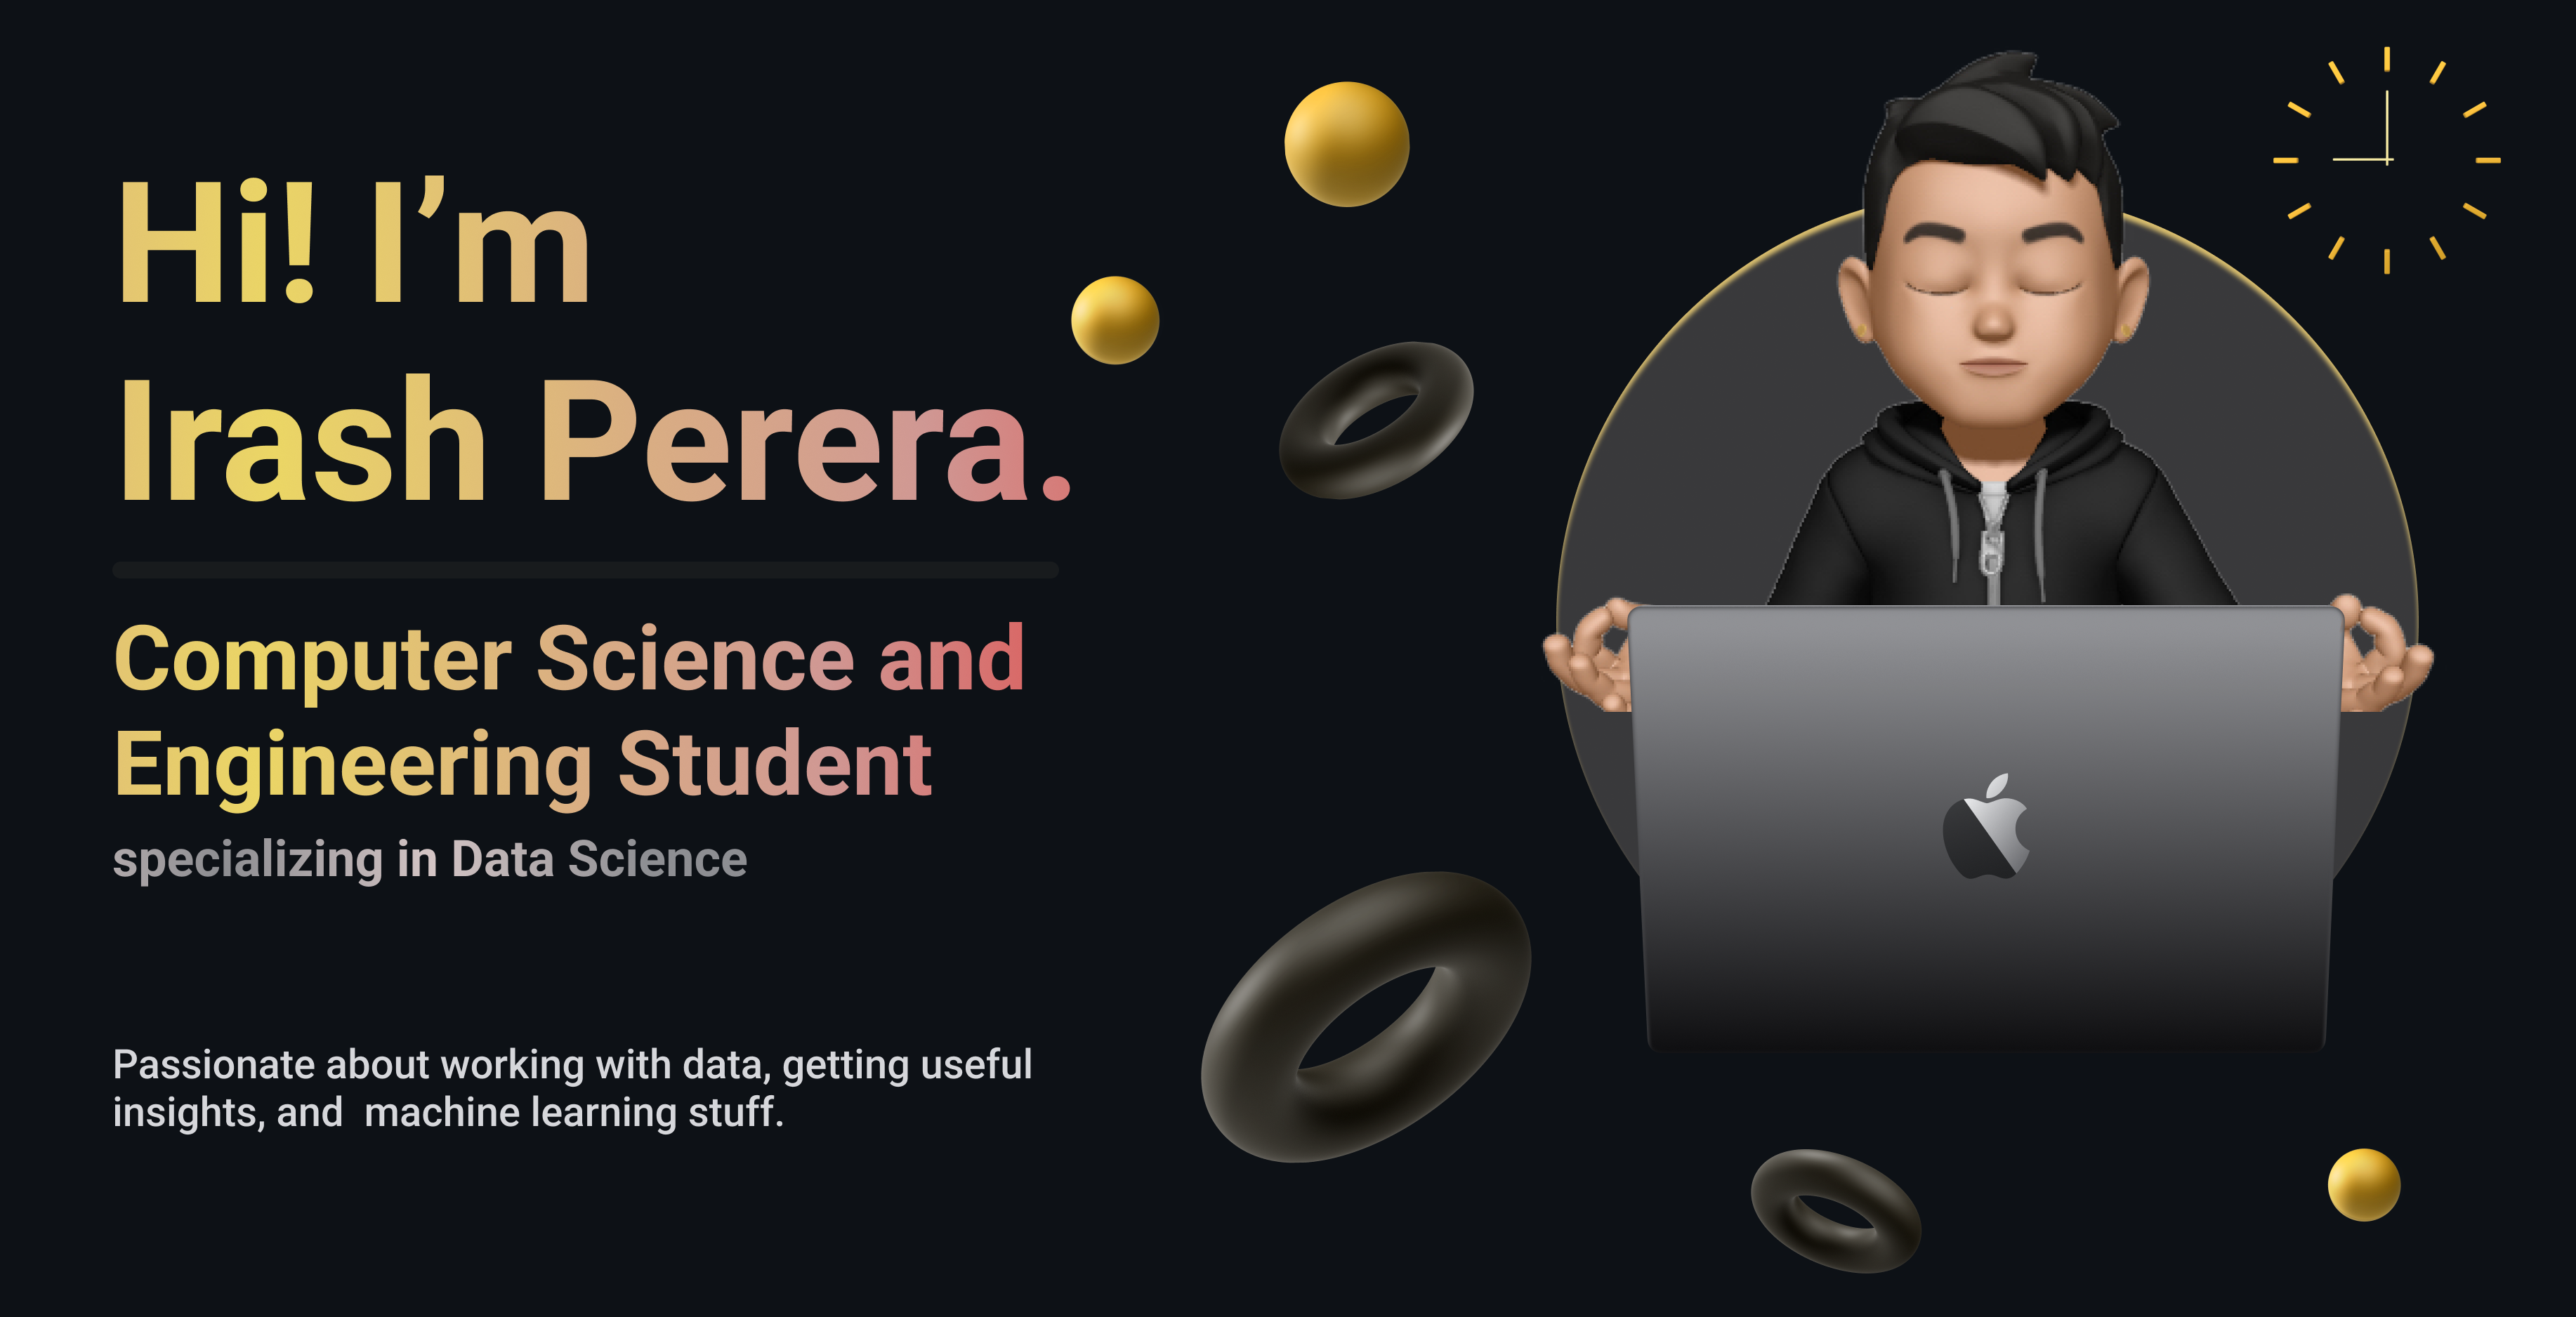 Hi! I’m
Irash Perera.
Computer Science and
Engineering Student
specializing in Data Science
Passionate about working with data, getting useful
insights, and  machine learning stuff.